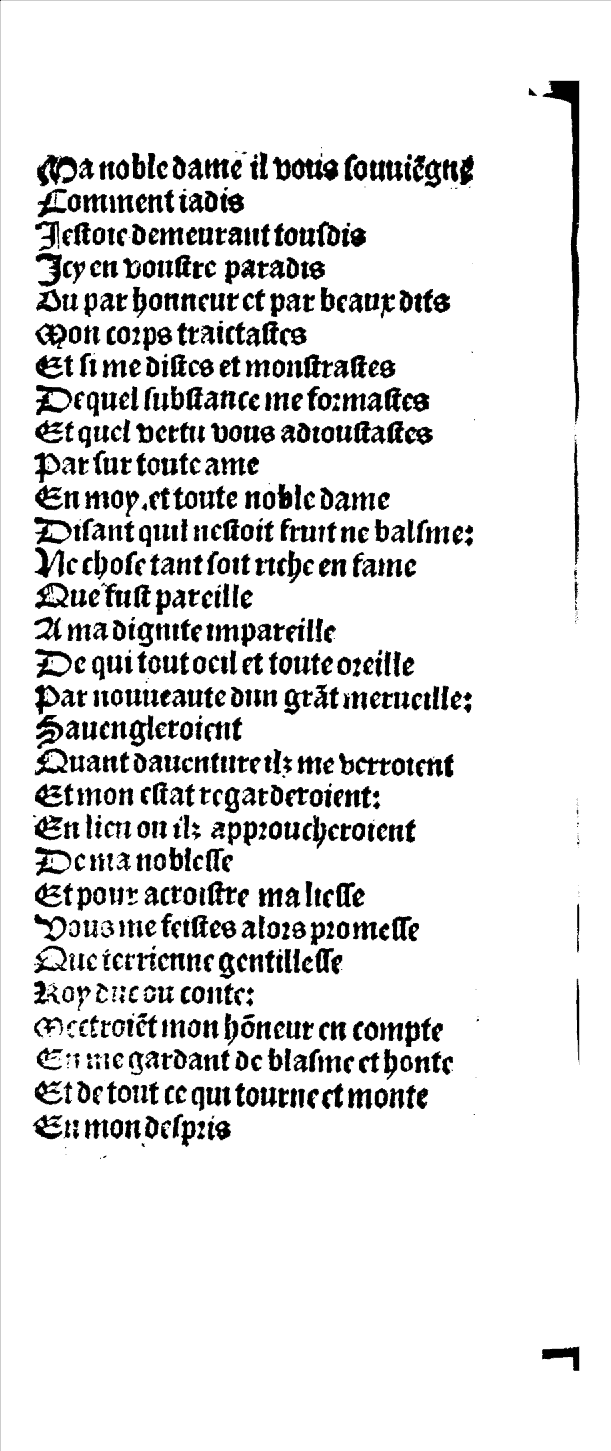 Ma noble dame il vous souuiẽgne
Comment iadis
Jestoie demeurant tousdis
Icy en voustre paradis
Ou par honneur et par beaux dits
Mon corps traictastes
Et si me distes et monstrastes
De quel substance me formastes
Et quel vertu vous adioustastes
Par sur toute ame
En moy .et toute noble dame
Disant quil nestoit fruit ne balsme:
Ne chose tant soit riche en fame
Que fust pareille
A ma dignite impareille
De qui tout oeil et toute oreille
Par nouueaute dun grãt merueille:
Sauengleroient
Quant dauenture ilz me verroient
Et mon estat regarderoient:
En lieu ou ilz approucheroient
De ma noblesse
Et pour acroistre ma liesse
Vous me feistes alors promesse
Que terrienne gentillesse
Roy duc ou conte:
Mectroiẽt mon hõneur en compte
En me gardant de blasme et honte
Et de tout ce qui tourne et monte
En mon despris